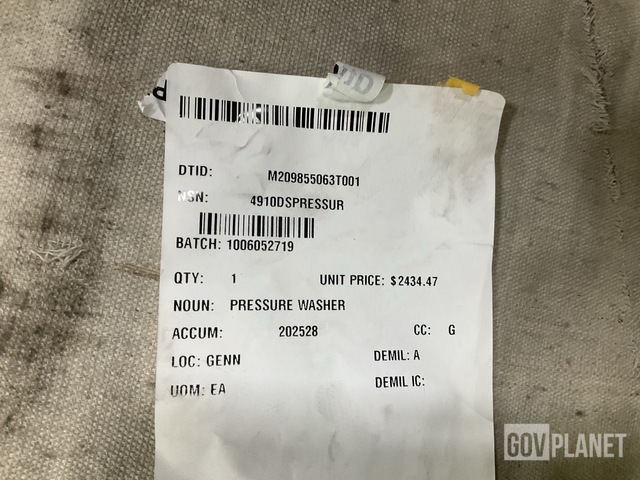 DTID: M209855063T001
NSN: 4910DSPRESSUR
BATCH: 1006052719
QTY: 1 UNIT PRICE: $2434.47
NOUN: PRESSURE WASHER
ACCUM: 202528 CC: G
LOC: GENN DEMIL: A
UOM: EA DEMIL IC:
GOVPLANET